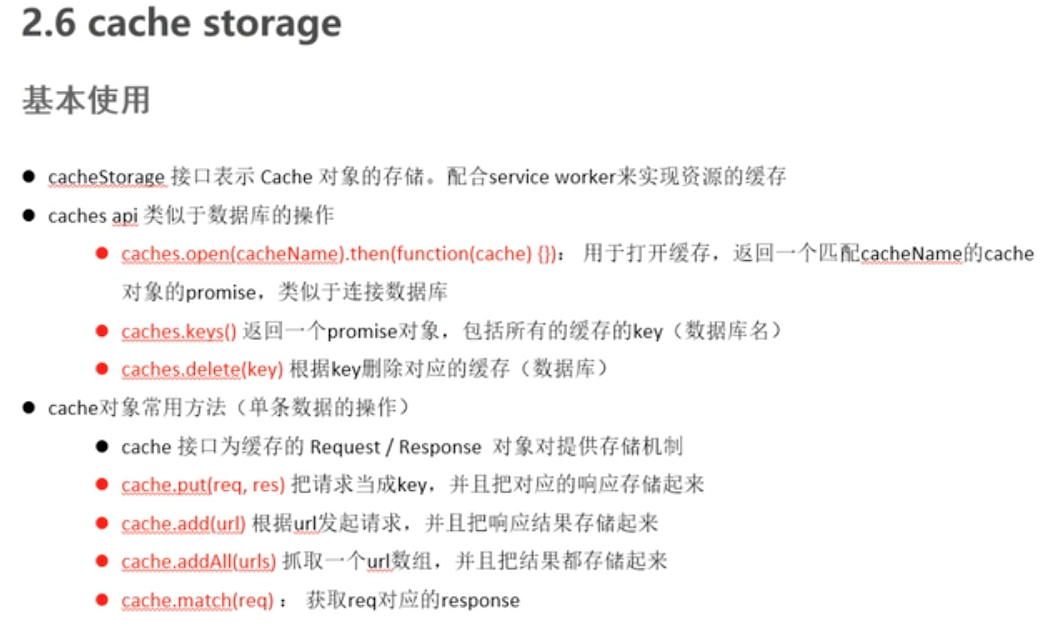 2.6 cache storage
基本使用
● cacheStorage 接口表示 Cache 对象的存储。配合service worker来实现资源的缓存
● caches api 类似于数据库的操作
● caches.open(cacheName).then(function(cache) {}): 用于打开缓存，返回一个匹配cacheName的cache
对象的promise，类似于连接数据库
● caches.keys() 返回一个promise对象，包括所有的缓存的key（数据库名）
● caches.delete(key) 根据key删除对应的缓存（数据库）
● cache对象常用方法（单条数据的操作）
● cache 接口为缓存的 Request / Response 对象对提供存储机制
● cache.put(req, res) 把请求当成key，并且把对应的响应存储起来
● cache.add(url) 根据url发起请求，并且把响应结果存储起来
● cache.addAll(urls) 抓取一个url数组，并且把结果都存储起来
● cache.match(req) ： 获取req对应的response